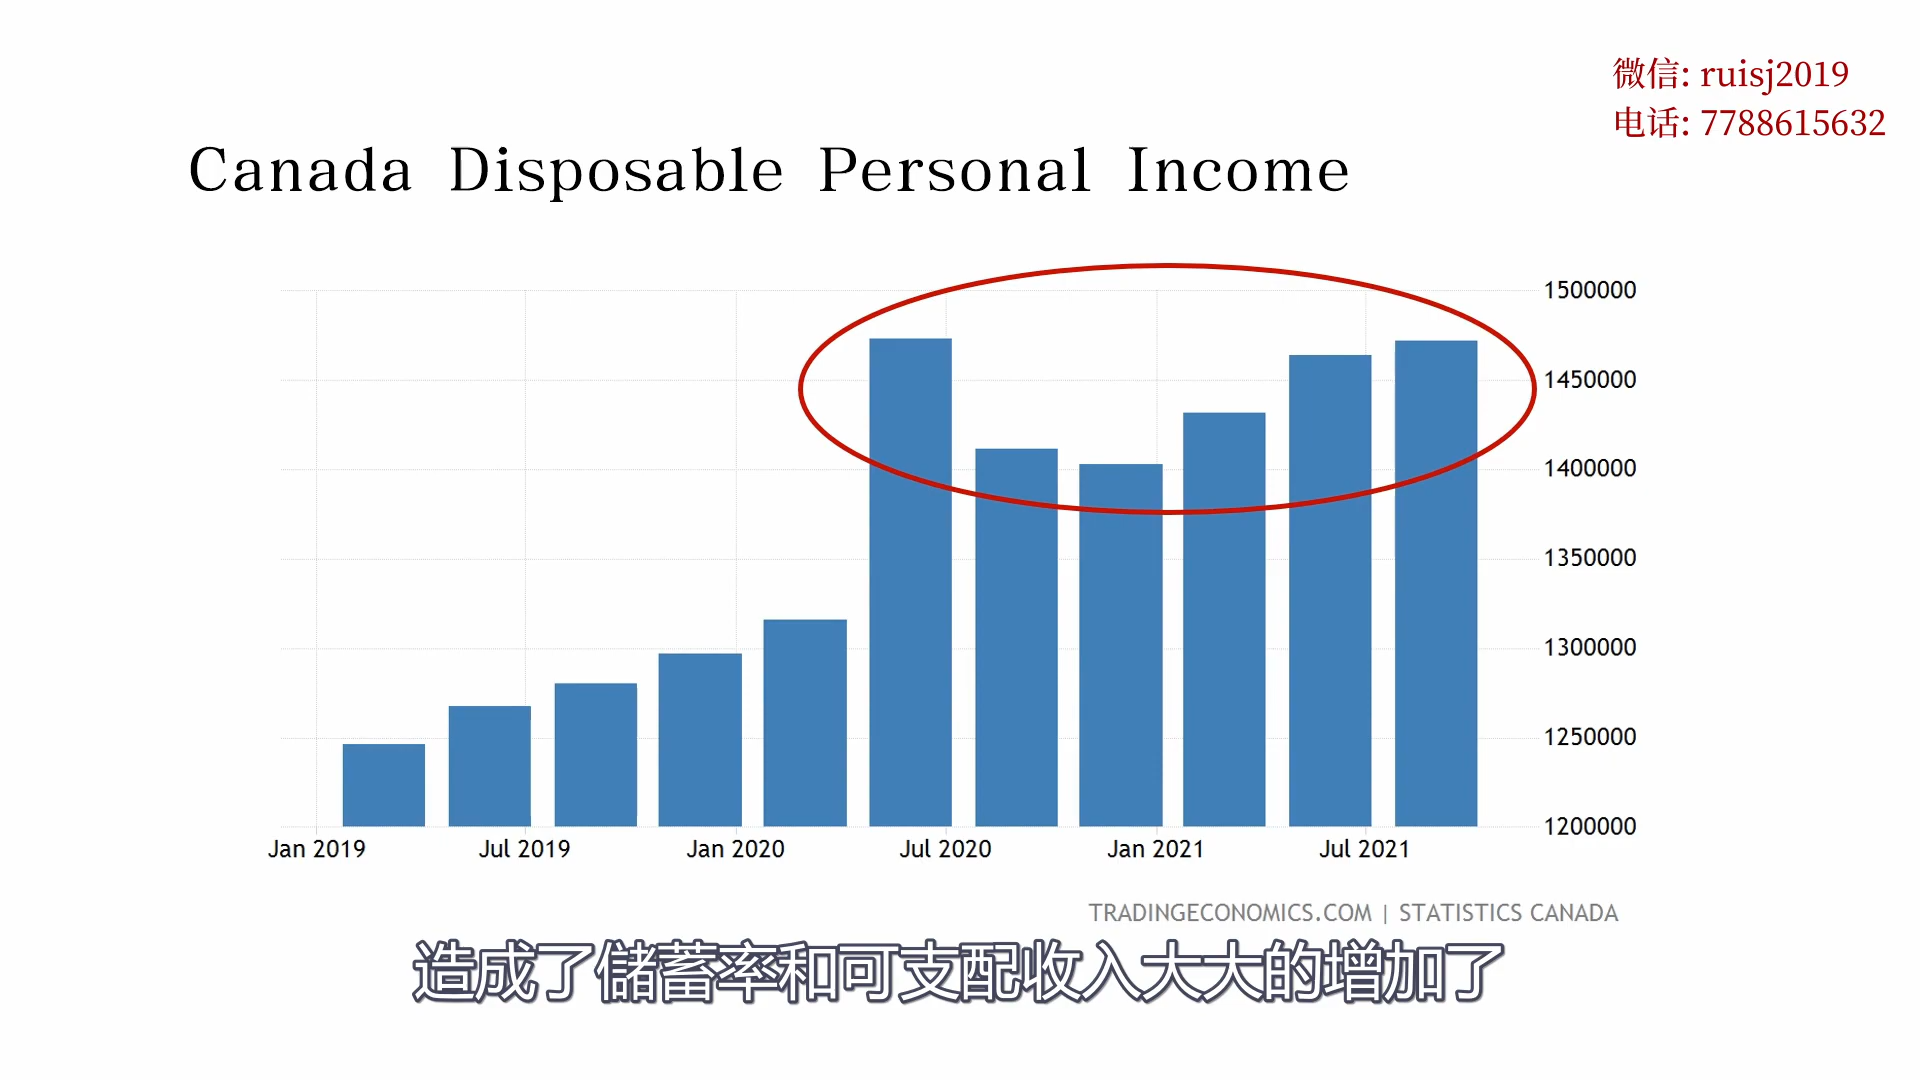 微信: ruisj2019
电话: 7788615632
Canada Disposable Personal Income
1500000
1450000
1400000
1350000
1300000
1250000
1200000
Jan 2019 Jul 2019 Jan 2020 Jul 2020 Jan 2021 Jul 2021
TRADINGECONOMICS.COM | STATISTICS CANADA
造成了儲蓄率和可支配收入大大的增加了